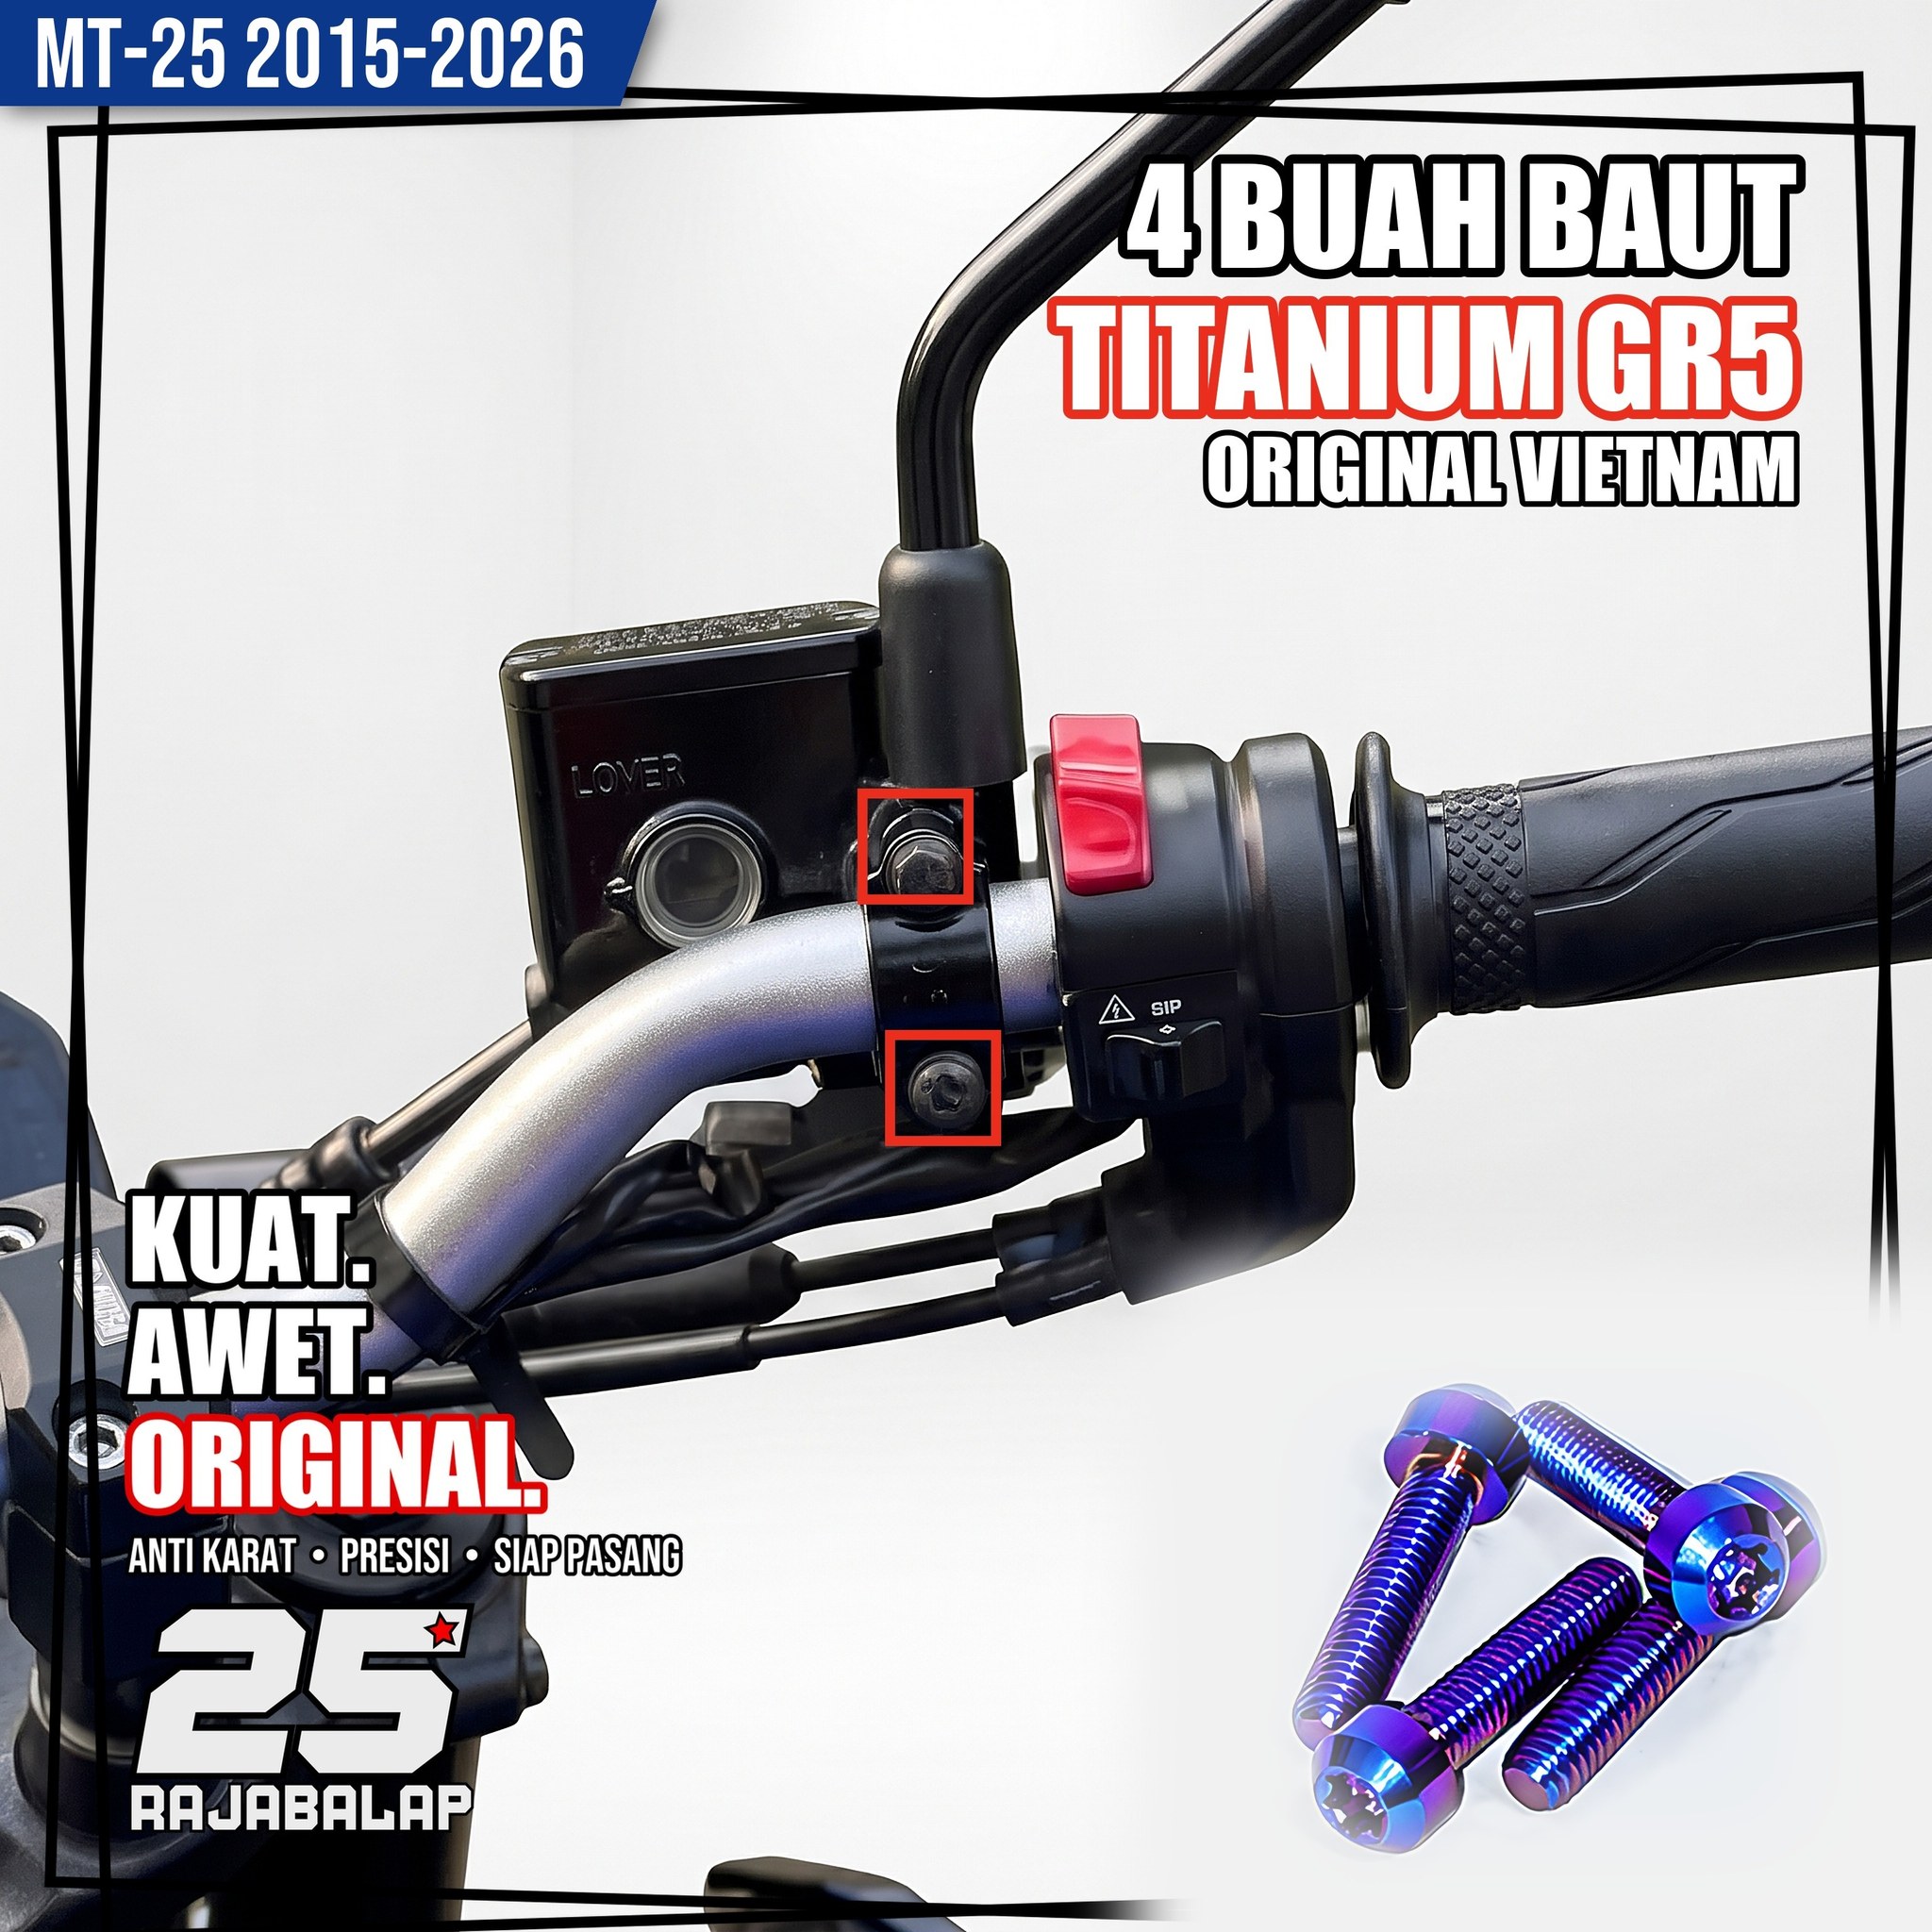 MT-25 2015-2026
4 BUAH BAUT
TITANIUM GR5
ORIGINAL VIETNAM
LOVER
SIP
KUAT.
AWET.
ORIGINAL.
ANTI KARAT • PRESISI • SIAP PASANG
25
RAJABALAP